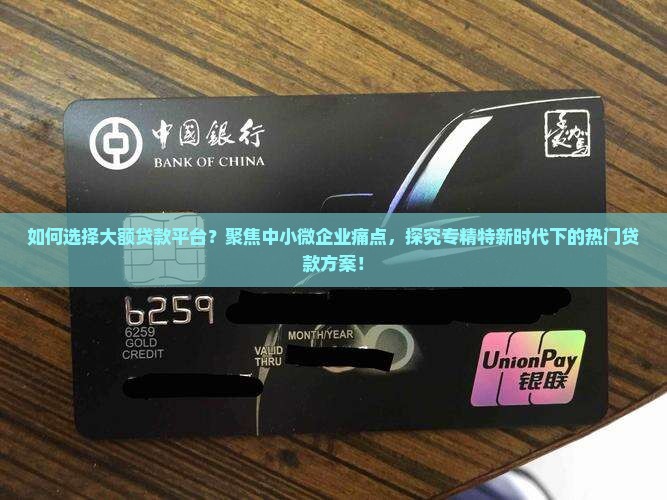 中国银行
BANK OF CHINA
如何选择大额贷款平台？聚焦中小微企业痛点，探究专精特新时代下的热门贷
款方案！
6259
6259
GOLD
CREDIT
MONTH/YEAR
VALID
THRU
UnionPay
银联